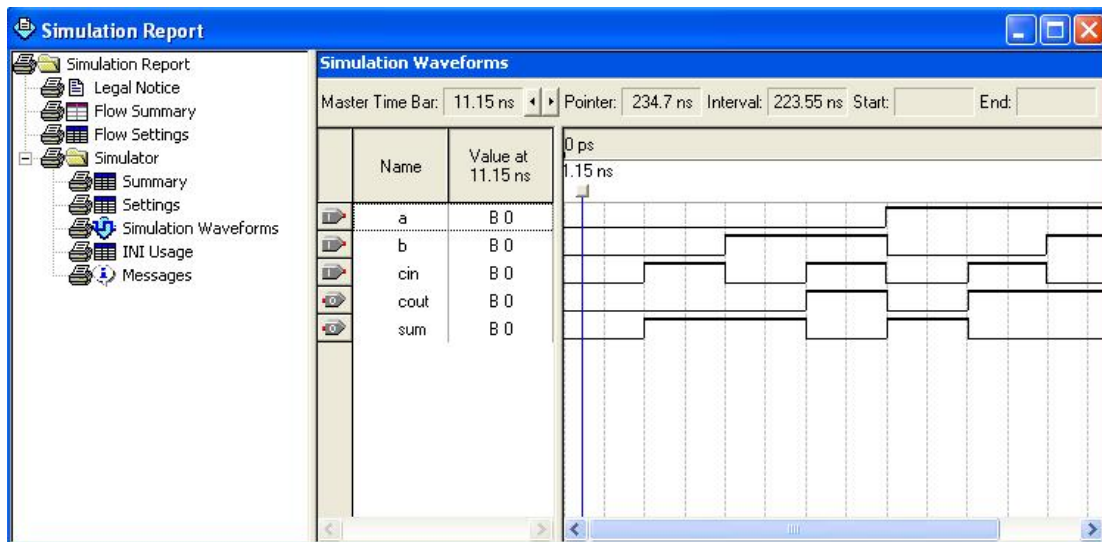 Simulation Report
Simulation Report
Legal Notice
Flow Summary
Flow Settings
Simulator
Summary
Settings
Simulation Waveforms
INI Usage
Messages
Simulation Waveforms
Master Time Bar: 11.15 ns Pointer: 234.7 ns Interval: 223.55 ns Start: End:
Name Value at 11.15 ns
0 ps
1.15 ns
a B 0
b B 0
cin B 0
cout B 0
sum B 0